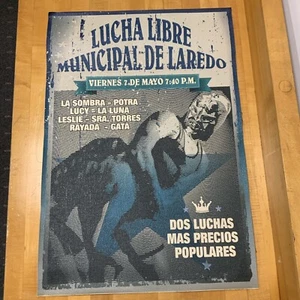 LUCHA LIBRE
MUNICIPAL DE LAREDO
VIERNES 7 DE MAYO 7:40 P.M.
LA SOMBRA - POTRA
LUCY = LA LUNA
LESLIE - SRA. TORRES
RAYADA - GATA
DOS LUCHAS
MAS PRECIOS
POPULARES